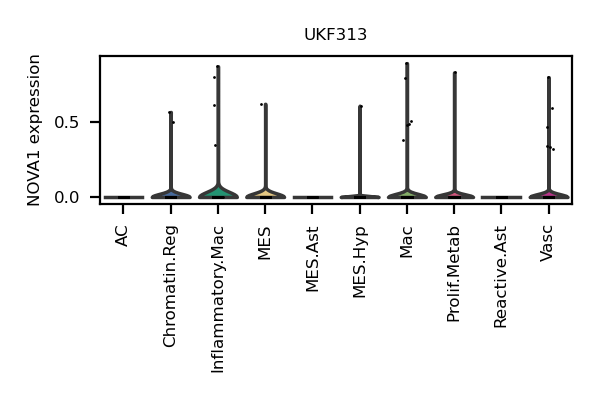 UKF313
NOVA1 expression
0.5
0.0
AC
Chromatin.Reg
Inflammatory.Mac
MES
MES.Ast
MES.Hyp
Mac
Prolif.Metab
Reactive.Ast
Vasc